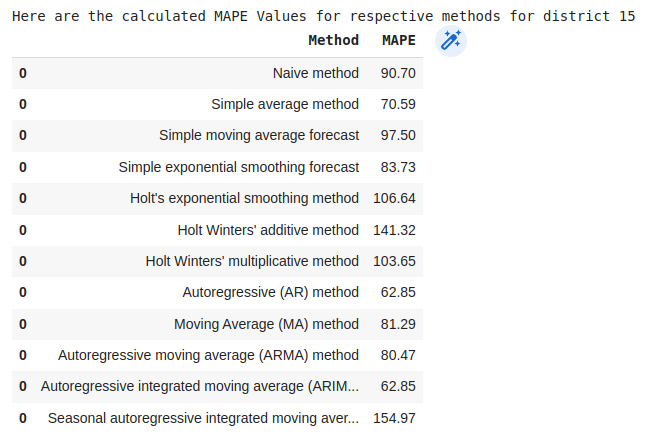 Here are the calculated MAPE Values for respective methods for district 15
Method MAPE
0 Naive method 90.70
0 Simple average method 70.59
0 Simple moving average forecast 97.50
0 Simple exponential smoothing forecast 83.73
0 Holt's exponential smoothing method 106.64
0 Holt Winters' additive method 141.32
0 Holt Winters' multiplicative method 103.65
0 Autoregressive (AR) method 62.85
0 Moving Average (MA) method 81.29
0 Autoregressive moving average (ARMA) method 80.47
0 Autoregressive integrated moving average (ARIM... 62.85
0 Seasonal autoregressive integrated moving aver... 154.97